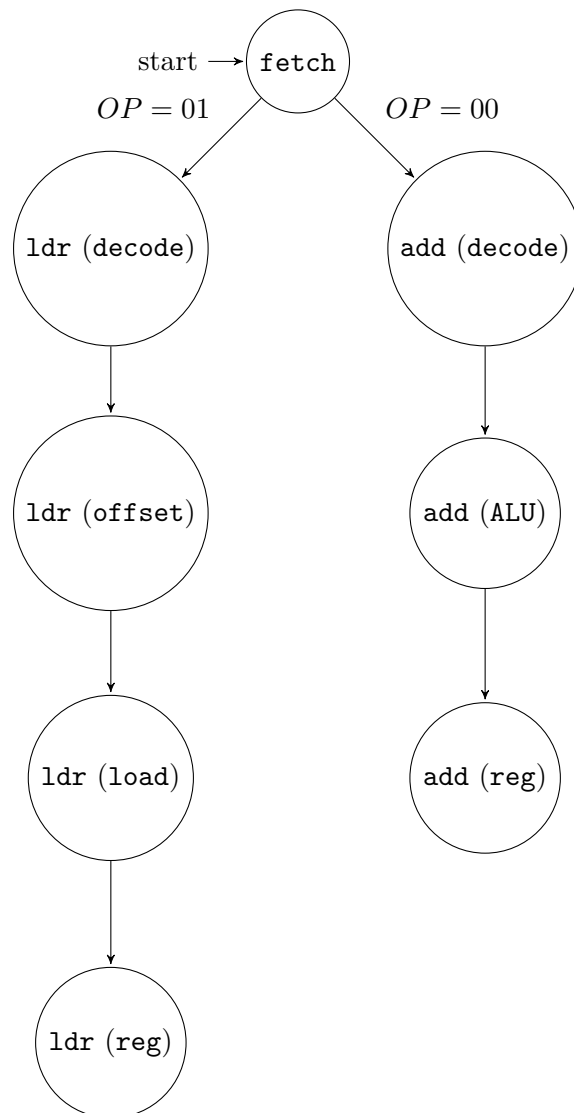 start
fetch
OP = 01
OP = 00
ldr (decode)
add (decode)
ldr (offset)
add (ALU)
ldr (load)
add (reg)
ldr (reg)